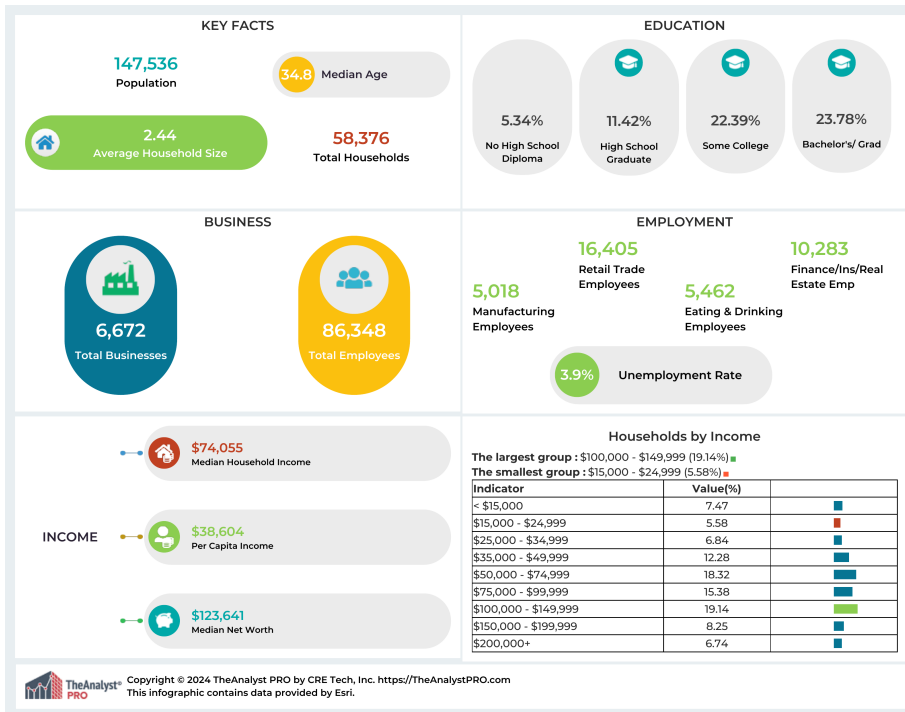 KEY FACTS
147,536
Population
34.8 Median Age
2.44
Average Household Size
58,376
Total Households
EDUCATION
5.34%
No High School
Diploma
11.42%
High School
Graduate
22.39%
Some College
23.78%
Bachelor's/ Grad
BUSINESS
6,672
Total Businesses
86,348
Total Employees
EMPLOYMENT
5,018
Manufacturing
Employees
16,405
Retail Trade
Employees
5,462
Eating & Drinking
Employees
10,283
Finance/Ins/Real
Estate Emp
3.9% Unemployment Rate
INCOME
$74,055
Median Household Income
$38,604
Per Capita Income
$123,641
Median Net Worth
Households by Income
The largest group : $100,000 - $149,999 (19.14%)
The smallest group : $15,000 - $24,999 (5.58%)
Indicator Value(%)
< $15,000 7.47
$15,000 - $24,999 5.58
$25,000 - $34,999 6.84
$35,000 - $49,999 12.28
$50,000 - $74,999 18.32
$75,000 - $99,999 15.38
$100,000 - $149,999 19.14
$150,000 - $199,999 8.25
$200,000+ 6.74
TheAnalyst®
PRO
Copyright © 2024 TheAnalyst PRO by CRE Tech, Inc. https://TheAnalystPRO.com
This infographic contains data provided by Esri.